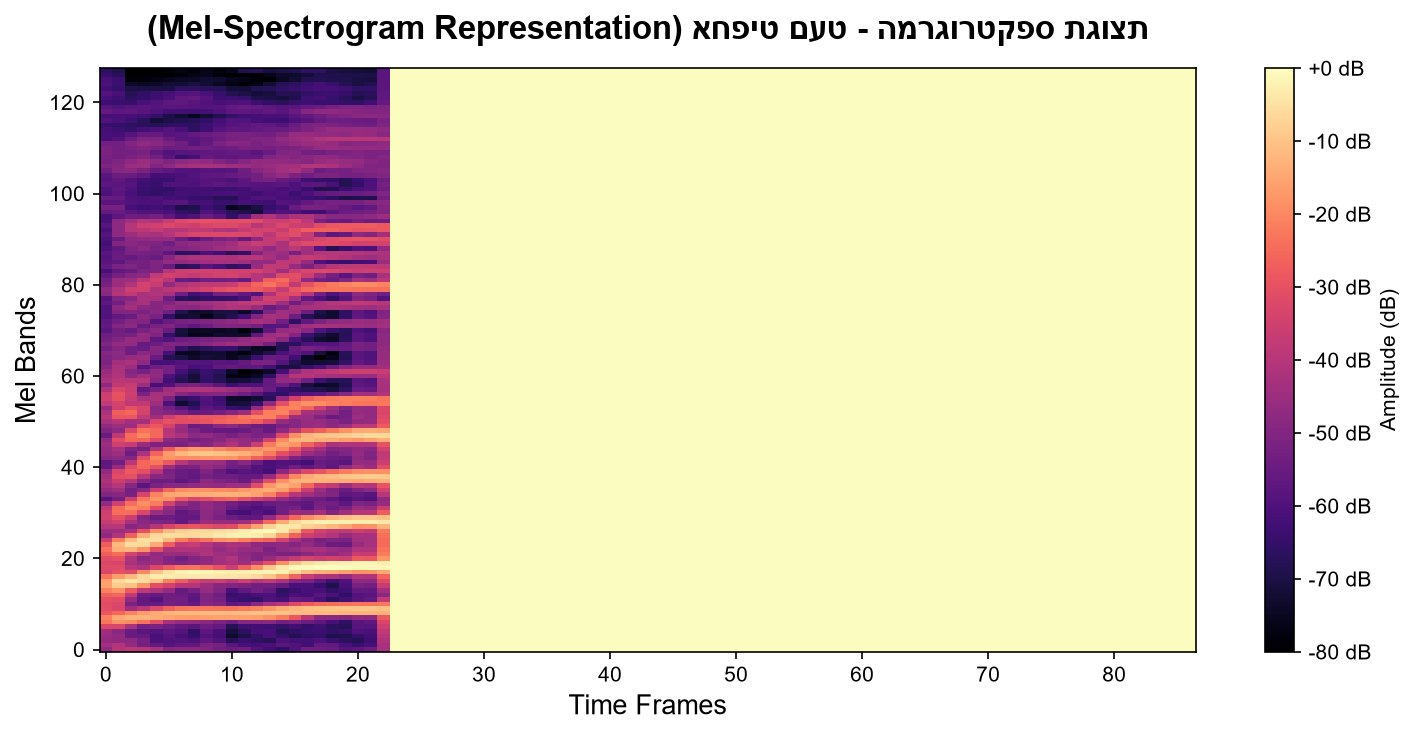 תצוגת ספקטרוגרמה - טעם טיפחא (Mel-Spectrogram Representation)
120
100
80
60
40
20
0
Mel Bands
0 10 20 30 40 50 60 70 80
Time Frames
+0 dB
-10 dB
-20 dB
-30 dB
-40 dB
-50 dB
-60 dB
-70 dB
-80 dB
Amplitude (dB)